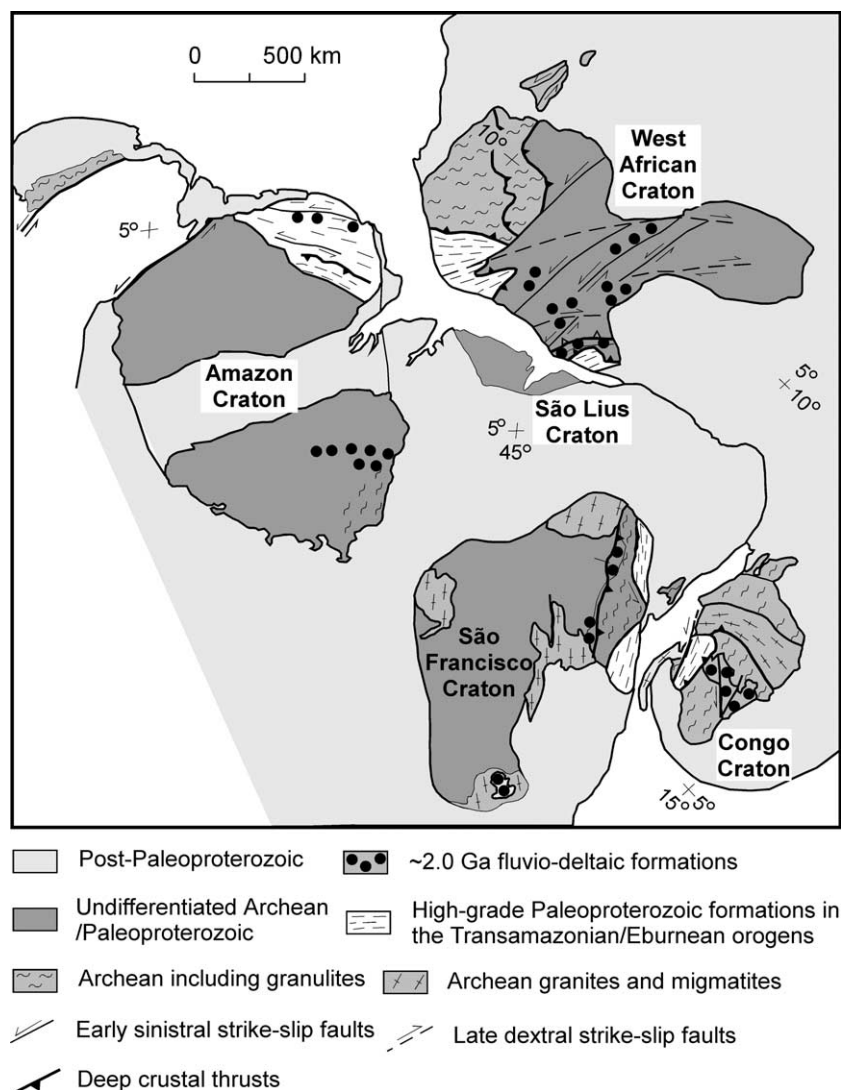 0 500 km
West
African
Craton
10°
5°
Amazon
Craton
São Lius
Craton
5°
10°
5°
45°
São
Francisco
Craton
Congo
Craton
15° 5°
Post-Paleoproterozoic
~2.0 Ga fluvio-deltaic formations
Undifferentiated Archean
/Paleoproterozoic
High-grade Paleoproterozoic formations in
the Transamazonian/Eburnean orogens
Archean including granulites
Archean granites and migmatites
Early sinistral strike-slip faults
Late dextral strike-slip faults
Deep crustal thrusts